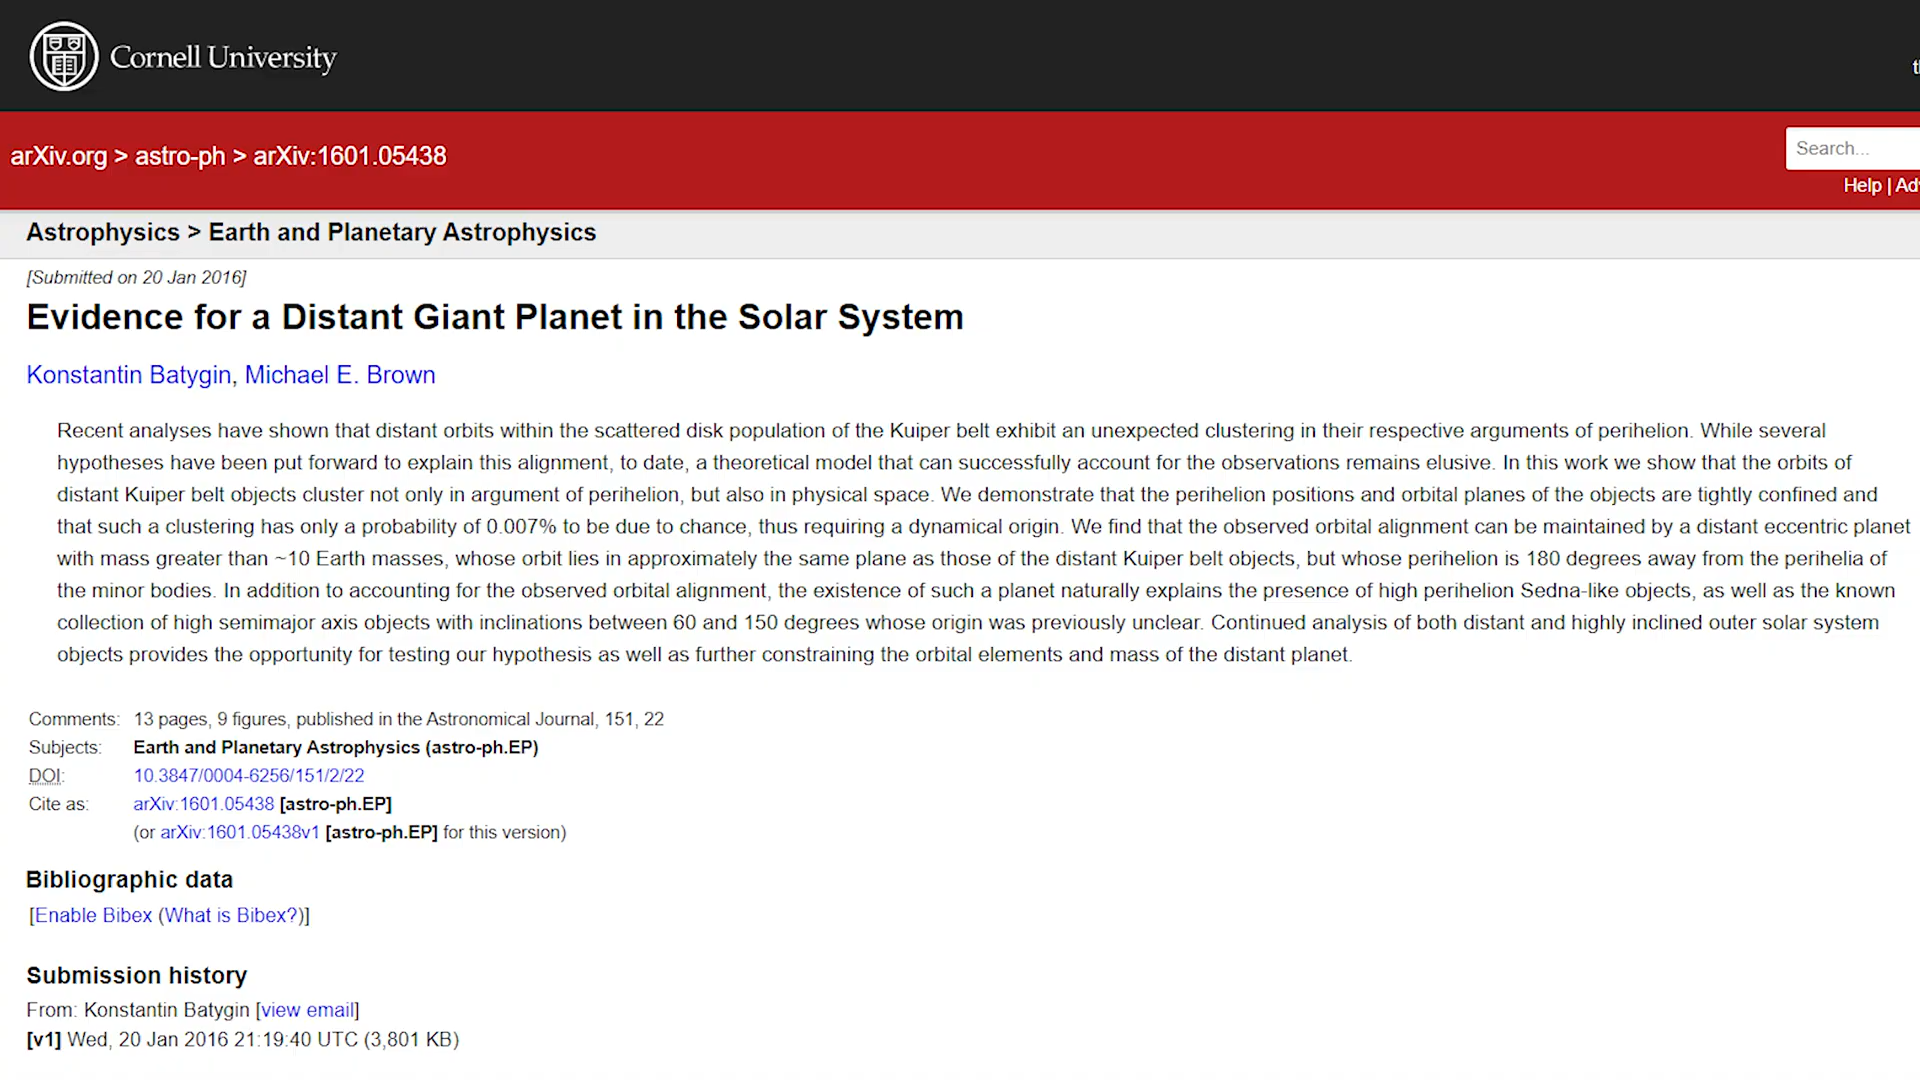 Cornell University
arXiv.org > astro-ph > arXiv:1601.05438
Search...
Help | Ad
Astrophysics > Earth and Planetary Astrophysics
[Submitted on 20 Jan 2016]
Evidence for a Distant Giant Planet in the Solar System
Konstantin Batygin, Michael E. Brown
Recent analyses have shown that distant orbits within the scattered disk population of the Kuiper belt exhibit an unexpected clustering in their respective arguments of perihelion. While several
hypotheses have been put forward to explain this alignment, to date, a theoretical model that can successfully account for the observations remains elusive. In this work we show that the orbits of
distant Kuiper belt objects cluster not only in argument of perihelion, but also in physical space. We demonstrate that the perihelion positions and orbital planes of the objects are tightly confined and
that such a clustering has only a probability of 0.007% to be due to chance, thus requiring a dynamical origin. We find that the observed orbital alignment can be maintained by a distant eccentric planet
with mass greater than ~10 Earth masses, whose orbit lies in approximately the same plane as those of the distant Kuiper belt objects, but whose perihelion is 180 degrees away from the perihelia of
the minor bodies. In addition to accounting for the observed orbital alignment, the existence of such a planet naturally explains the presence of high perihelion Sedna-like objects, as well as the known
collection of high semimajor axis objects with inclinations between 60 and 150 degrees whose origin was previously unclear. Continued analysis of both distant and highly inclined outer solar system
objects provides the opportunity for testing our hypothesis as well as further constraining the orbital elements and mass of the distant planet.
Comments: 13 pages, 9 figures, published in the Astronomical Journal, 151, 22
Subjects: Earth and Planetary Astrophysics (astro-ph.EP)
DOI: 10.3847/0004-6256/151/2/22
Cite as: arXiv:1601.05438 [astro-ph.EP]
(or arXiv:1601.05438v1 [astro-ph.EP] for this version)
Bibliographic data
[Enable Bibex (What is Bibex?)]
Submission history
From: Konstantin Batygin [view email]
[v1] Wed, 20 Jan 2016 21:19:40 UTC (3,801 KB)